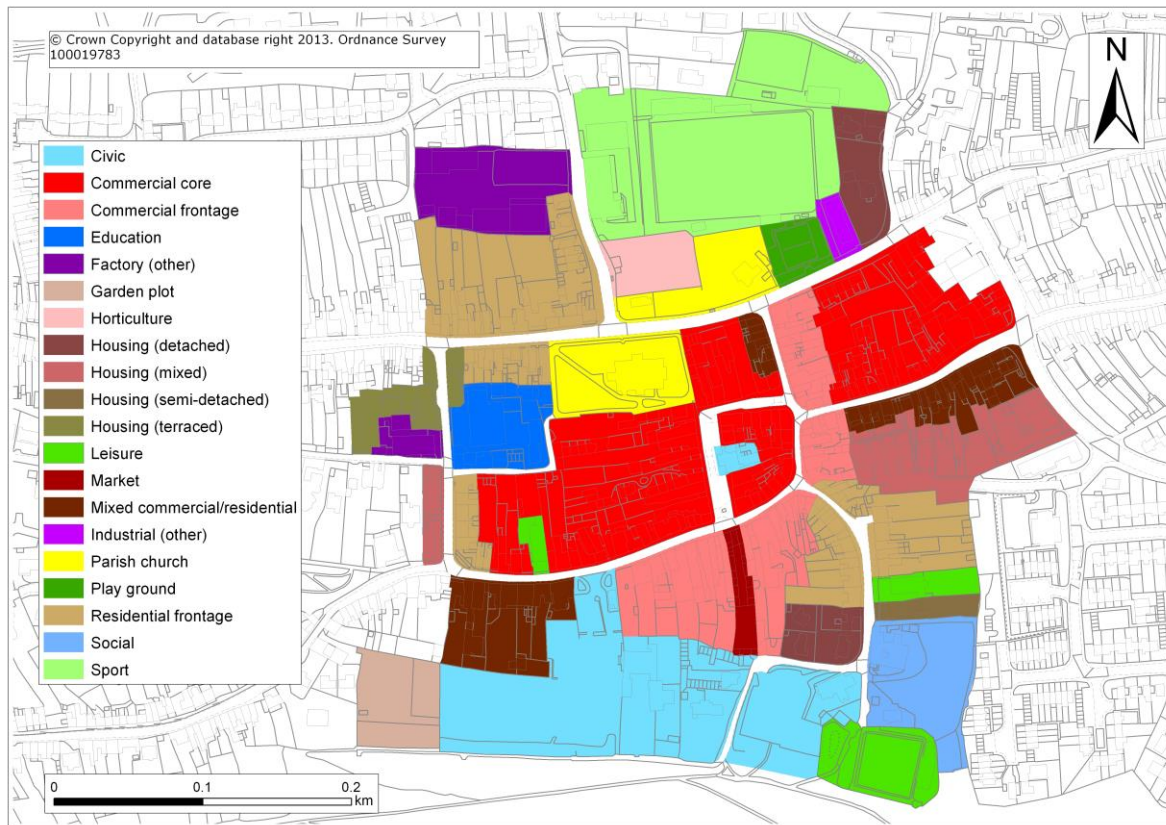 © Crown Copyright and database right 2013. Ordnance Survey
100019783
N
Civic
Commercial core
Commercial frontage
Education
Factory (other)
Garden plot
Horticulture
Housing (detached)
Housing (mixed)
Housing (semi-detached)
Housing (terraced)
Leisure
Market
Mixed commercial/residential
Industrial (other)
Parish church
Play ground
Residential frontage
Social
Sport
0 0.1 0.2
km